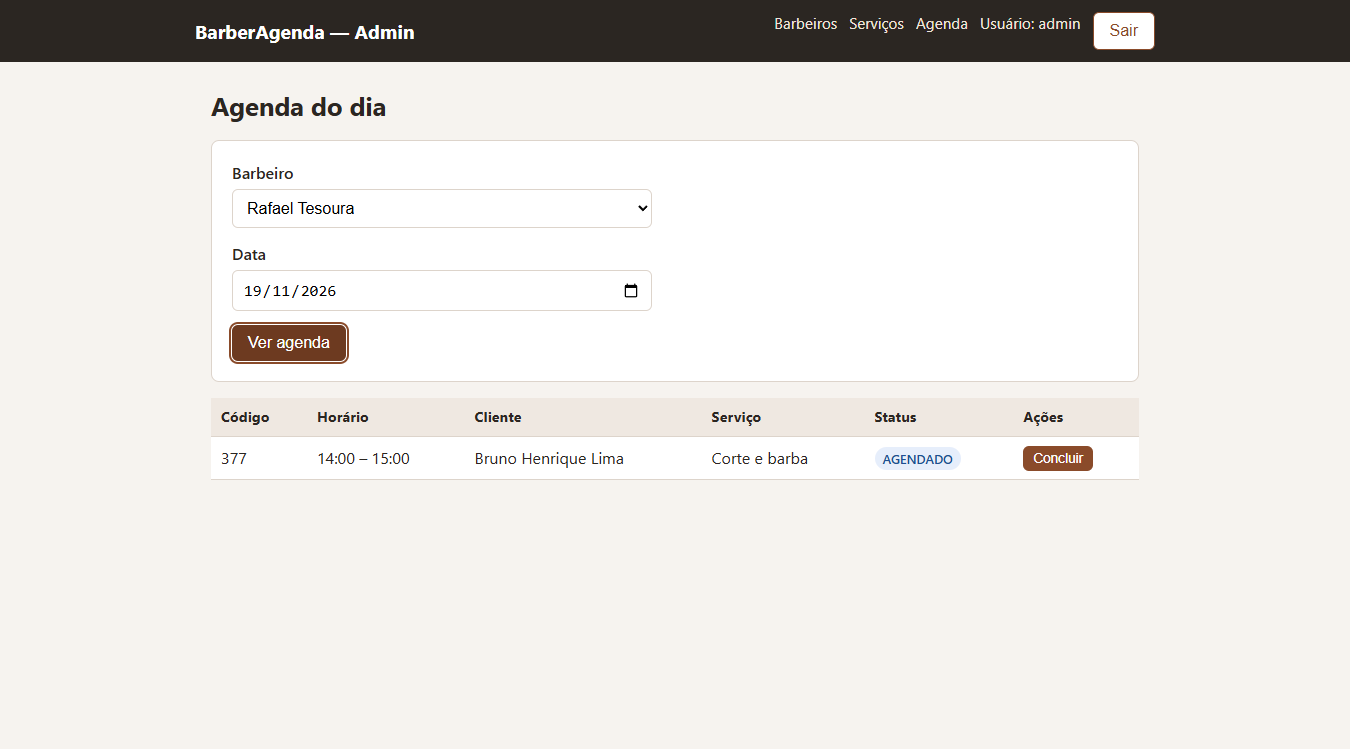 BarberAgenda — Admin
Barbeiros Serviços Agenda Usuário: admin Sair
Agenda do dia
Barbeiro
Rafael Tesoura
Data
19/11/2026
Ver agenda
Código Horário Cliente Serviço Status Ações
377 14:00 – 15:00 Bruno Henrique Lima Corte e barba AGENDADO Concluir